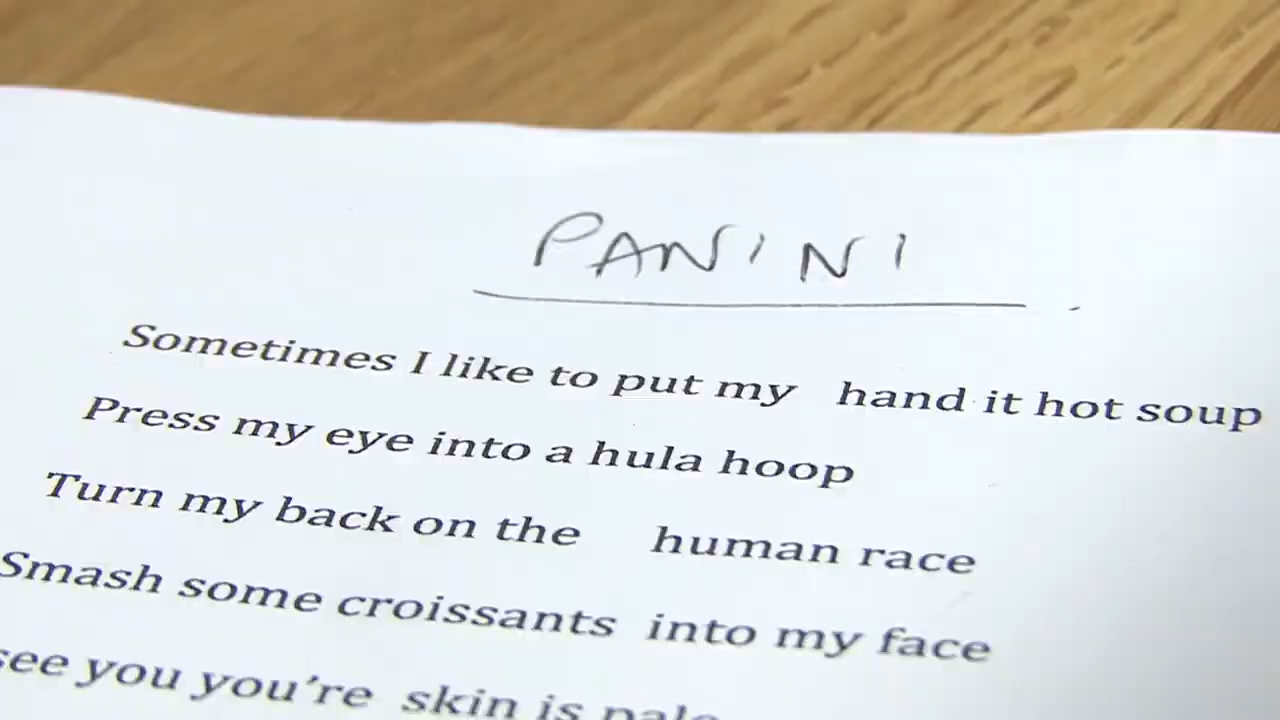 PANINI
Sometimes I like to put my hand it hot soup
Press my eye into a hula hoop
Turn my back on the human race
Smash some croissants into my face
see you you're skin is pale